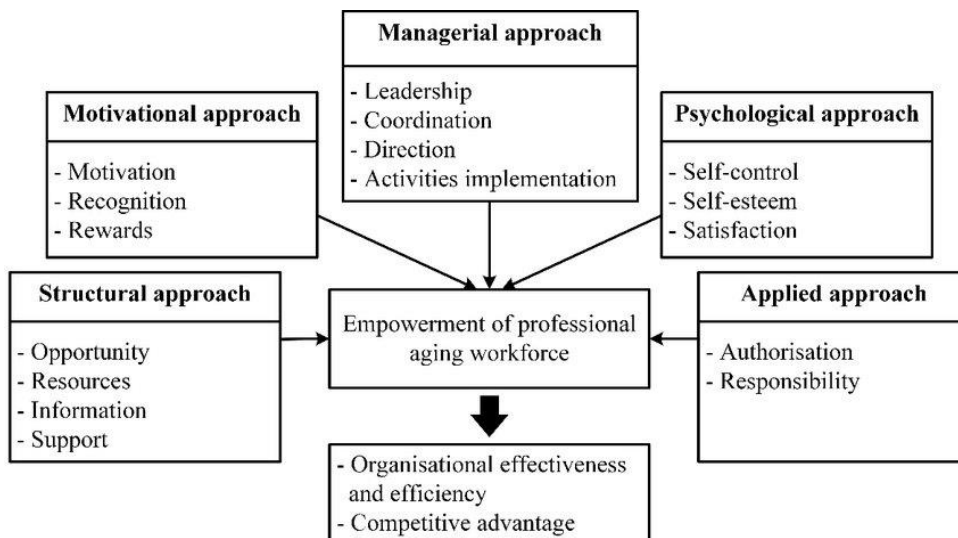 Managerial approach
- Leadership
- Coordination
- Direction
- Activities implementation
Motivational approach
- Motivation
- Recognition
- Rewards
Psychological approach
- Self-control
- Self-esteem
- Satisfaction
Structural approach
- Opportunity
- Resources
- Information
- Support
Empowerment of professional
aging workforce
Applied approach
- Authorisation
- Responsibility
- Organisational effectiveness
and efficiency
- Competitive advantage